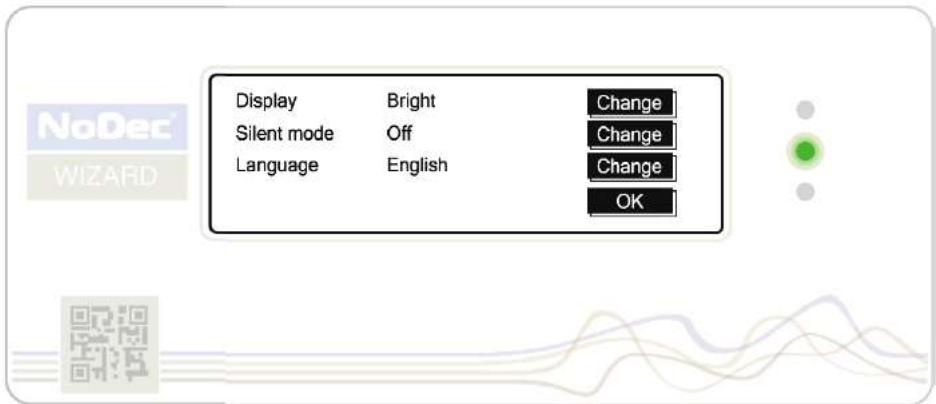 NoDec
WIZARD
Display Bright Change
Silent mode Off Change
Language English Change
OK